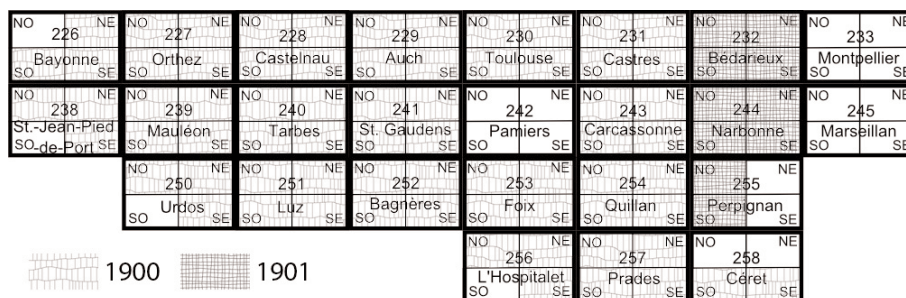 NO NE NO NE NO NE NO NE NO NE NO NE NO NE NO NE
226 227 228 229 230 231 232 233
Bayonne Orthez Castelnau Auch Toulouse Castres Bédarieux Montpellier
SO SE SO SE SO SE SO SE SO SE SO SE SO SE SO SE
NO NE NO NE NO NE NO NE NO NE NO NE NO NE NO NE
238 239 240 241 242 243 244 245
St.-Jean-Pied Mauléon Tarbes St. Gaudens Pamiers Carcassonne Narbonne Marseillan
SO -de-Port SE SO SE SO SE SO SE SO SE SO SE SO SE SO SE
NO NE NO NE NO NE NO NE NO NE NO NE
250 251 252 253 254 255
Urdos Luz Bagnères Foix Quillan Perpignan
SO SE SO SE SO SE SO SE SO SE SO SE
NO NE NO NE NO NE
256 257 258
1900 1901 L'Hospitalet Prades Céret
SO SE SO SE SO SE